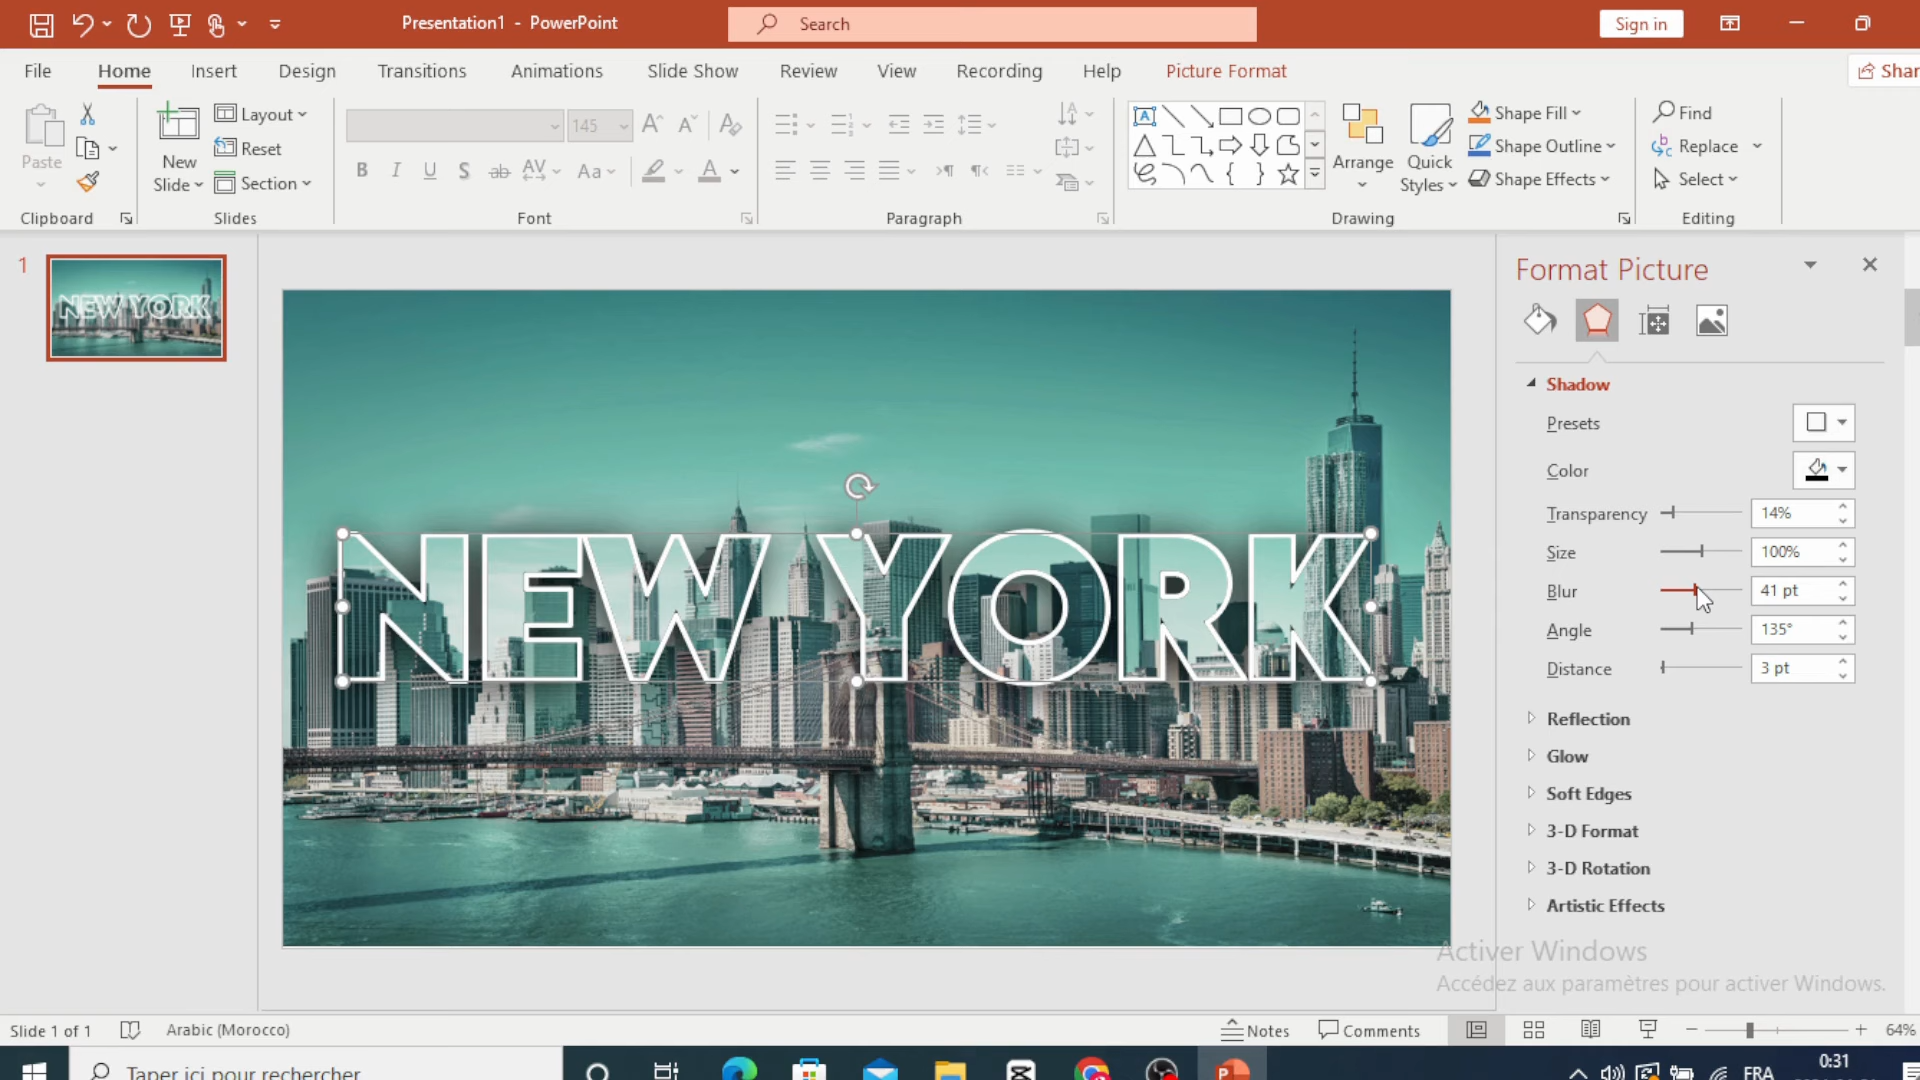 Presentation1 - PowerPoint
Search
Sign in
File Home Insert Design Transitions Animations Slide Show Review View Recording Help Picture Format Shar
Paste
New Slide
Layout
Reset
Section
145
B I U S ab AV Aa A
Find
Replace
Select
Arrange
Quick Styles
Shape Fill
Shape Outline
Shape Effects
Clipboard Slides Font Paragraph Drawing Editing
1
NEW YORK
NEW YORK
Format Picture
Shadow
Presets
Color
Transparency 14%
Size 100%
Blur 41 pt
Angle 135°
Distance 3 pt
Reflection
Glow
Soft Edges
3-D Format
3-D Rotation
Artistic Effects
Activer Windows
Accédez aux paramètres pour activer Windows.
Slide 1 of 1 Arabic (Morocco) Notes Comments 64%
Taper ici pour rechercher
FRA
0:31